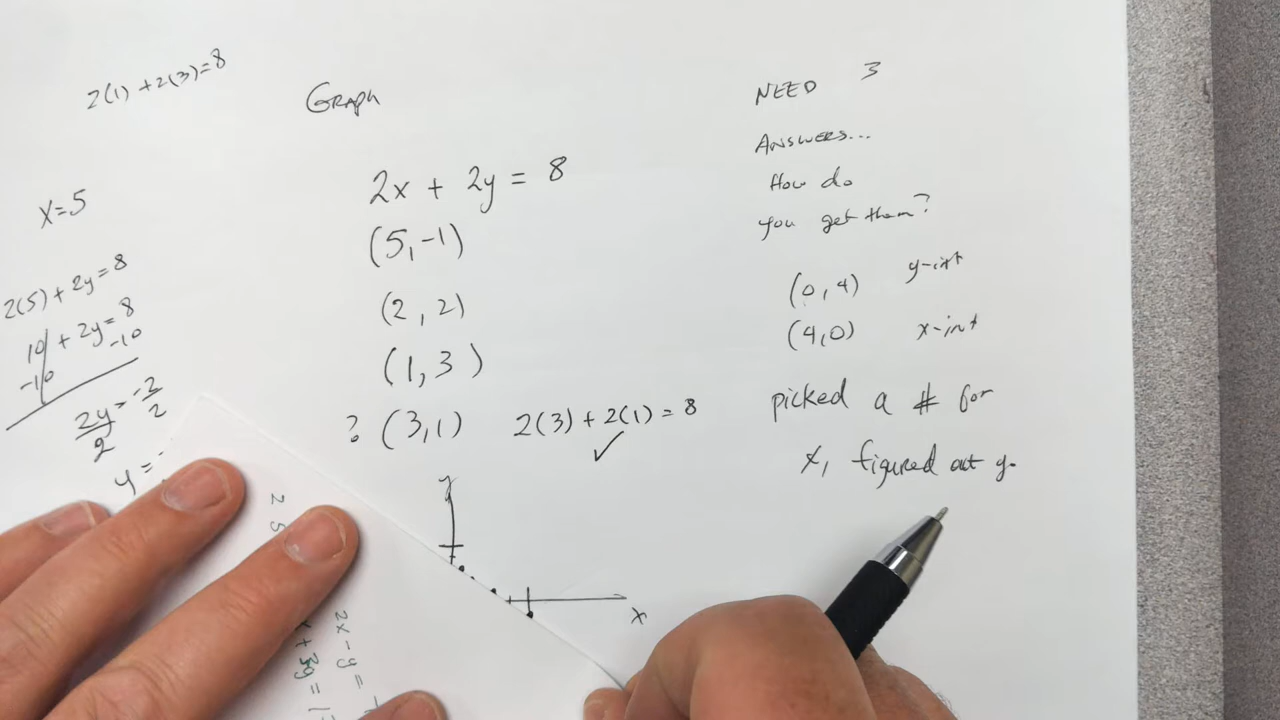 2(1) + 2(3) = 8
x=5
2(5) + 2y = 8
10 + 2y = 8
-10 -10
2y = -2
2 2
y = -
GRAPH
2x + 2y = 8
(5,-1)
(2,2)
(1,3)
? (3,1) 2(3) + 2(1) = 8
✓
y
x
NEED 3
ANSWERS...
How do
you get them?
(0,4) y-int
(4,0) x-int
picked a # for
x, figured out y.
2x - y =
x + 3y = 1